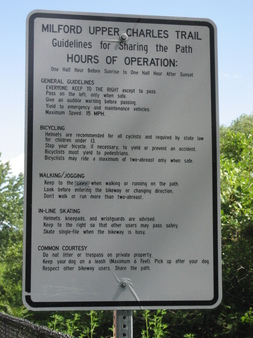 MILFORD UPPER CHARLES TRAIL
Guidelines for Sharing the Path
HOURS OF OPERATION:
One Half Hour Before Sunrise to One Half Hour After Sunset
GENERAL GUIDELINES
EVERYONE: KEEP TO THE RIGHT except to pass.
Pass on the left, only when safe.
Give an audible warning before passing.
Yield to emergency and maintenance vehicles.
Maximum Speed 15 MPH.
BICYCLING
Helmets are recommended for all cyclists and required by state law
for children under 13.
Stop your bicycle, if necessary, to yield or prevent an accident.
Bicyclists must yield to pedestrians.
Bicyclists may ride a maximum of two-abreast only when safe.
WALKING/JOGGING
Keep to the when walking or running on the path.
Look before entering the bikeway or changing direction.
Don't walk or run more than two-abreast.
IN-LINE SKATING
Helmets, kneepads, and wristguards are advised.
Keep to the right so that other users may pass safely.
Skate single-file when the bikeway is busy.
COMMON COURTESY
Do not litter or trespass on private property.
Keep your dog on a leash (Maximum 6 feet) Pick up after your dog
Respect other bikeway users Share the path.